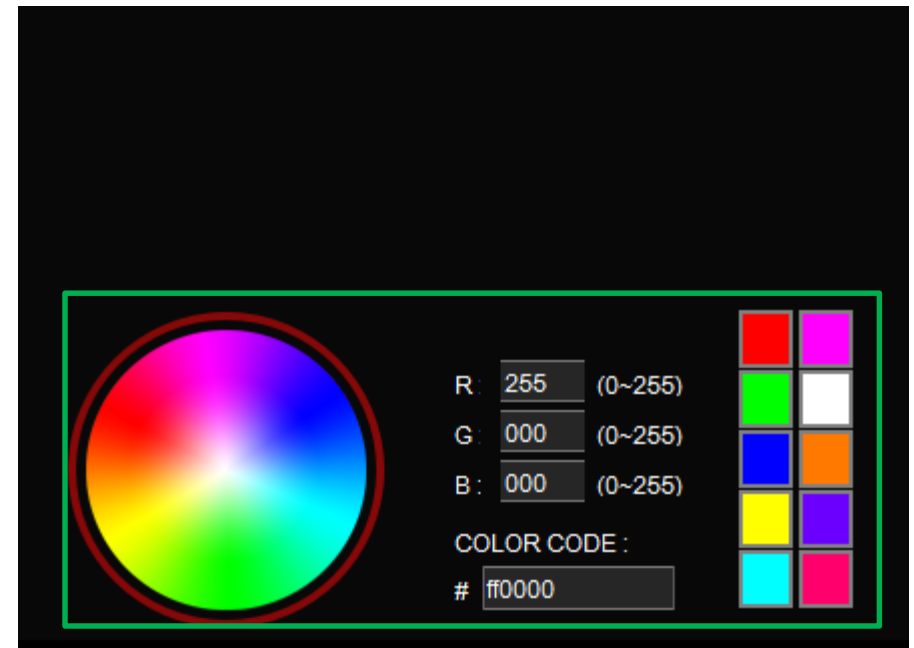 R : 255 (0~255)
G : 000 (0~255)
B : 000 (0~255)
COLOR CODE :
# ff0000